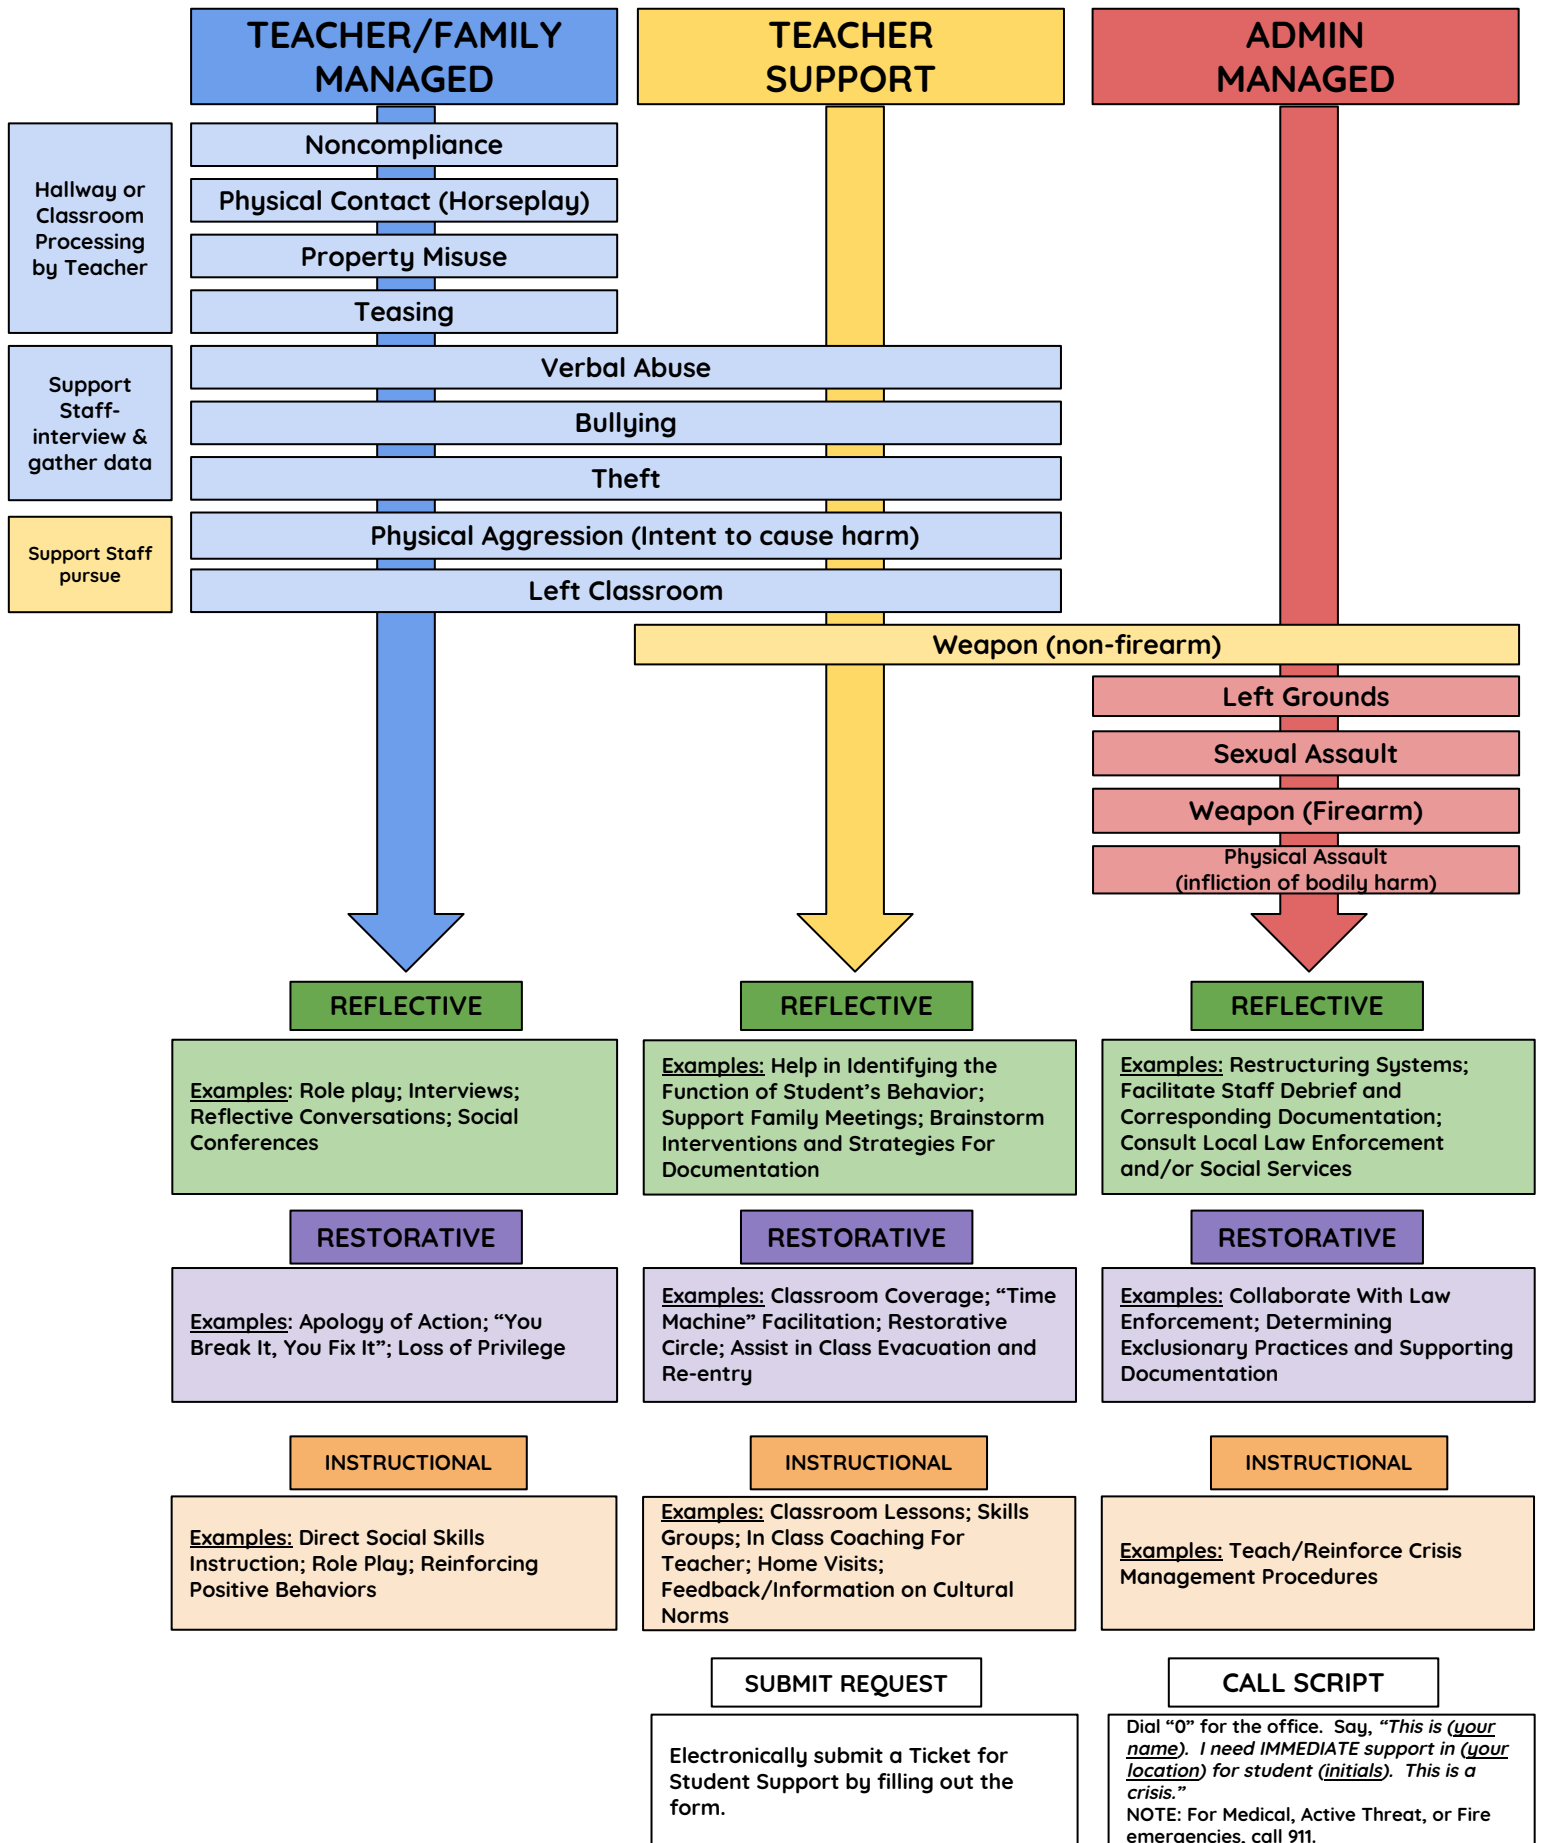 TEACHER/FAMILY
MANAGED
TEACHER
SUPPORT
ADMIN
MANAGED
Hallway or
Classroom
Processing
by Teacher
Noncompliance
Physical Contact (Horseplay)
Property Misuse
Teasing
Support
Staff-
interview &
gather data
Verbal Abuse
Bullying
Theft
Support Staff
pursue
Physical Aggression (Intent to cause harm)
Left Classroom
Weapon (non-firearm)
Left Grounds
Sexual Assault
Weapon (Firearm)
Physical Assault
(infliction of bodily harm)
REFLECTIVE
Examples: Role play; Interviews;
Reflective Conversations; Social
Conferences
REFLECTIVE
Examples: Help in Identifying the
Function of Student’s Behavior;
Support Family Meetings; Brainstorm
Interventions and Strategies For
Documentation
REFLECTIVE
Examples: Restructuring Systems;
Facilitate Staff Debrief and
Corresponding Documentation;
Consult Local Law Enforcement
and/or Social Services
RESTORATIVE
Examples: Apology of Action; “You
Break It, You Fix It”; Loss of Privilege
RESTORATIVE
Examples: Classroom Coverage; “Time
Machine” Facilitation; Restorative
Circle; Assist in Class Evacuation and
Re-entry
RESTORATIVE
Examples: Collaborate With Law
Enforcement; Determining
Exclusionary Practices and Supporting
Documentation
INSTRUCTIONAL
Examples: Direct Social Skills
Instruction; Role Play; Reinforcing
Positive Behaviors
INSTRUCTIONAL
Examples: Classroom Lessons; Skills
Groups; In Class Coaching For
Teacher; Home Visits;
Feedback/Information on Cultural
Norms
INSTRUCTIONAL
Examples: Teach/Reinforce Crisis
Management Procedures
SUBMIT REQUEST
Electronically submit a Ticket for
Student Support by filling out the
form.
CALL SCRIPT
Dial “0” for the office. Say, “This is (your
name). I need IMMEDIATE support in (your
location) for student (initials). This is a
crisis.”
NOTE: For Medical, Active Threat, or Fire
emergencies, call 911.